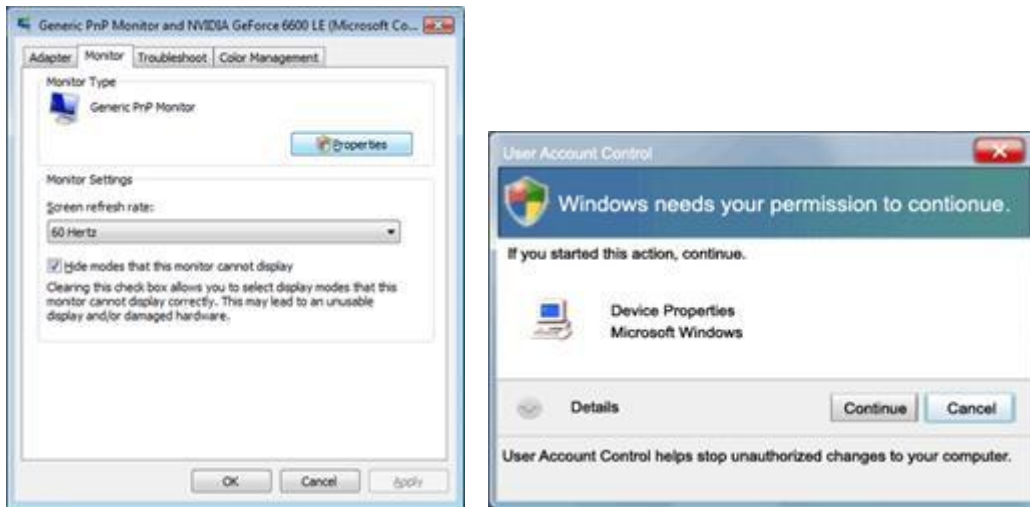 Generic PnP Monitor and NVIDIA GeForce 6600 LE (Microsoft Co...
Adapter Monitor Troubleshoot Color Management
Monitor Type
Generic PnP Monitor
Properties
Monitor Settings
Screen refresh rate:
60 Hertz
Hide modes that this monitor cannot display
Clearing this check box allows you to select display modes that this
monitor cannot display correctly. This may lead to an unusable
display and/or damaged hardware.
OK Cancel Apply
User Account Control
Windows needs your permission to contionue.
If you started this action, continue.
Device Properties
Microsoft Windows
Details Continue Cancel
User Account Control helps stop unauthorized changes to your computer.